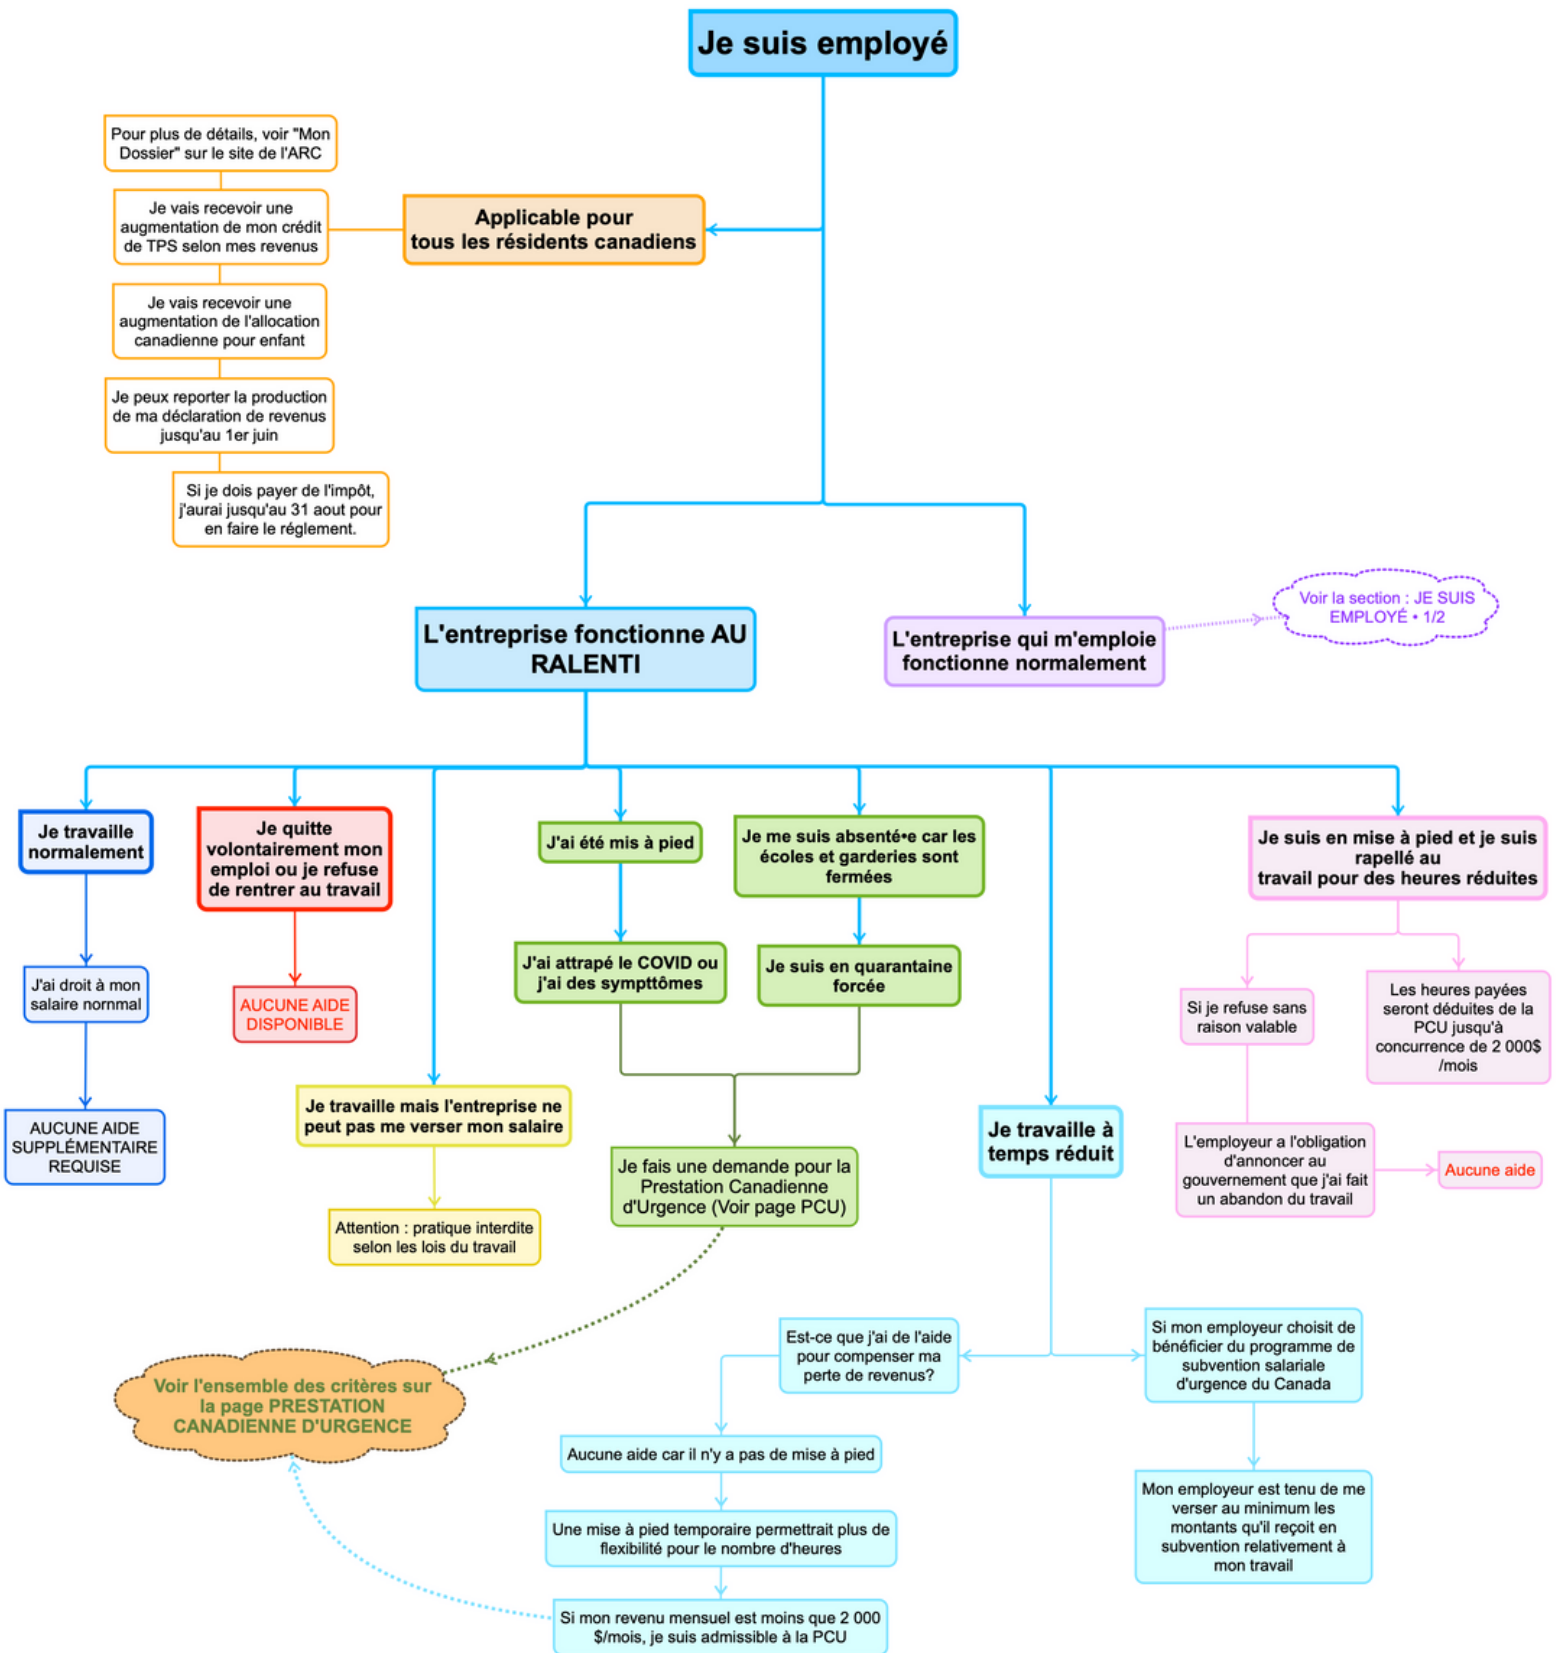 Je suis employé
Pour plus de détails, voir "Mon
Dossier" sur le site de l'ARC
Je vais recevoir une
augmentation de mon crédit
de TPS selon mes revenus
Applicable pour
tous les résidents canadiens
Je vais recevoir une
augmentation de l'allocation
canadienne pour enfant
Je peux reporter la production
de ma déclaration de revenus
jusqu'au 1er juin
Si je dois payer de l'impôt,
j'aurai jusqu'au 31 aout pour
en faire le réglement.
L'entreprise fonctionne AU
RALENTI
L'entreprise qui m'emploie
fonctionne normalement
Voir la section : JE SUIS
EMPLOYÉ • 1/2
Je travaille
normalement
Je quitte
volontairement mon
emploi ou je refuse
de rentrer au travail
J'ai été mis à pied
Je me suis absenté•e car les
écoles et garderies sont
fermées
Je suis en mise à pied et je suis
rapellé au
travail pour des heures réduites
J'ai droit à mon
salaire nornmal
AUCUNE AIDE
DISPONIBLE
J'ai attrapé le COVID ou
j'ai des sympttômes
Je suis en quarantaine
forcée
Si je refuse sans
raison valable
Les heures payées
seront déduites de la
PCU jusqu'à
concurrence de 2 000$
/mois
AUCUNE AIDE
SUPPLÉMENTAIRE
REQUISE
Je travaille mais l'entreprise ne
peut pas me verser mon salaire
Je fais une demande pour la
Prestation Canadienne
d'Urgence (Voir page PCU)
Je travaille à
temps réduit
L'employeur a l'obligation
d'annoncer au
gouvernement que j'ai fait
un abandon du travail
Aucune aide
Attention : pratique interdite
selon les lois du travail
Est-ce que j'ai de l'aide
pour compenser ma
perte de revenus?
Si mon employeur choisit de
bénéficier du programme de
subvention salariale
d'urgence du Canada
Voir l'ensemble des critères sur
la page PRESTATION
CANADIENNE D'URGENCE
Aucune aide car il n'y a pas de mise à pied
Mon employeur est tenu de me
verser au minimum les
montants qu'il reçoit en
subvention relativement à
mon travail
Une mise à pied temporaire permettrait plus de
flexibilité pour le nombre d'heures
Si mon revenu mensuel est moins que 2 000
$/mois, je suis admissible à la PCU